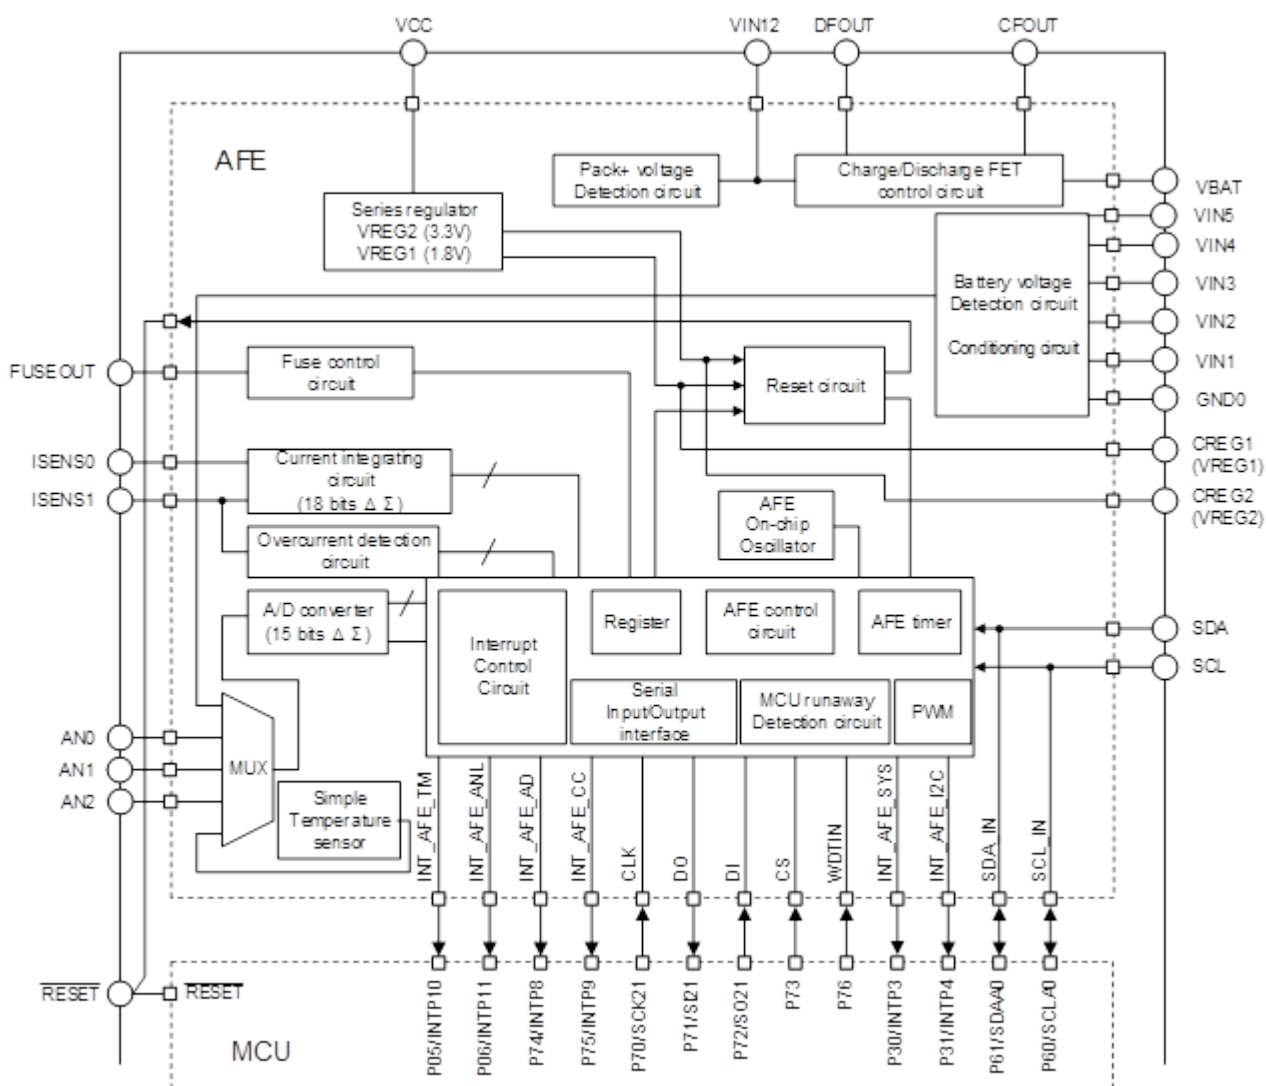 VCC
VIN12
DFOUT
CFOUT
AFE
Pack+ voltage
Detection circuit
Charge/Discharge FET
control circuit
VBAT
VIN5
VIN4
VIN3
VIN2
VIN1
GND0
CREG1
(VREG1)
CREG2
(VREG2)
Series regulator
VREG2 (3.3V)
VREG1 (1.8V)
Battery voltage
Detection circuit
Conditioning circuit
FUSEOUT
Fuse control
circuit
Reset circuit
ISENS0
ISENS1
Current integrating
circuit
(18 bits Δ Σ)
AFE
On-chip
Oscillator
Overcurrent detection
circuit
A/D converter
(15 bits Δ Σ)
Interrupt
Control
Circuit
Register
AFE control
circuit
AFE timer
SDA
SCL
Serial
Input/Output
interface
MCU runaway
Detection circuit
PWM
AN0
AN1
AN2
MUX
Simple
Temperature
sensor
INT_AFE_TM
INT_AFE_ANL
INT_AFE_AD
INT_AFE_CC
CLK
DO
DI
CS
WDTIN
INT_AFE_SYS
INT_AFE_I2C
SDA_IN
SCL_IN
RESET
RESET
MCU
P05/INTP10
P06/INTP11
P74/INTP8
P75/INTP9
P70/SCK21
P71/SI21
P72/SO21
P73
P76
P30/INTP3
P31/INTP4
P61/SDAA0
P60/SCLA0